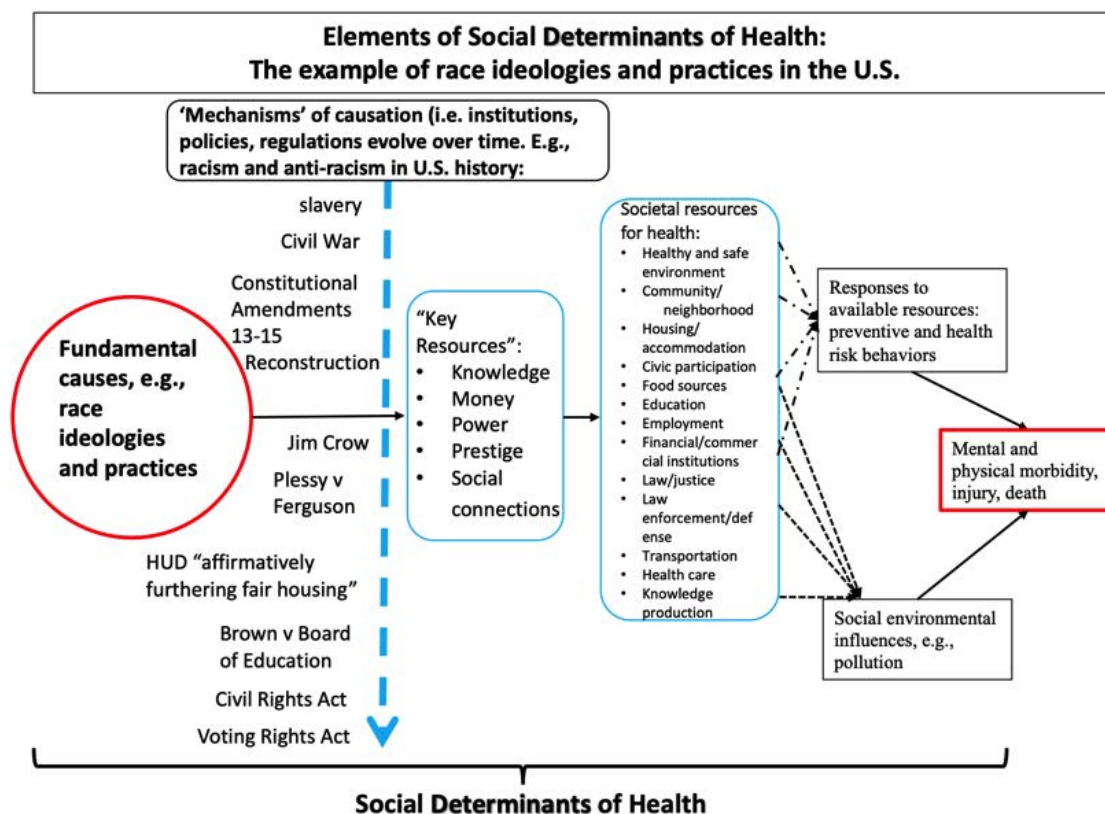 Elements of Social Determinants of Health:
The example of race ideologies and practices in the U.S.
‘Mechanisms’ of causation (i.e. institutions,
policies, regulations evolve over time. E.g.,
racism and anti-racism in U.S. history:
slavery
Civil War
Constitutional
Amendments
13-15
Reconstruction
Jim Crow
Plessy v
Ferguson
HUD “affirmatively
furthering fair housing”
Brown v Board
of Education
Civil Rights Act
Voting Rights Act
Fundamental
causes, e.g.,
race
ideologies
and practices
“Key
Resources”:
• Knowledge
• Money
• Power
• Prestige
• Social
connections
Societal resources
for health:
• Healthy and safe
environment
• Community/
neighborhood
• Housing/
accommodation
• Civic participation
• Food sources
• Education
• Employment
• Financial/commer
cial institutions
• Law/justice
• Law
enforcement/def
ense
• Transportation
• Health care
• Knowledge
production
Responses to
available resources:
preventive and health
risk behaviors
Social environmental
influences, e.g.,
pollution
Mental and
physical morbidity,
injury, death
Social Determinants of Health